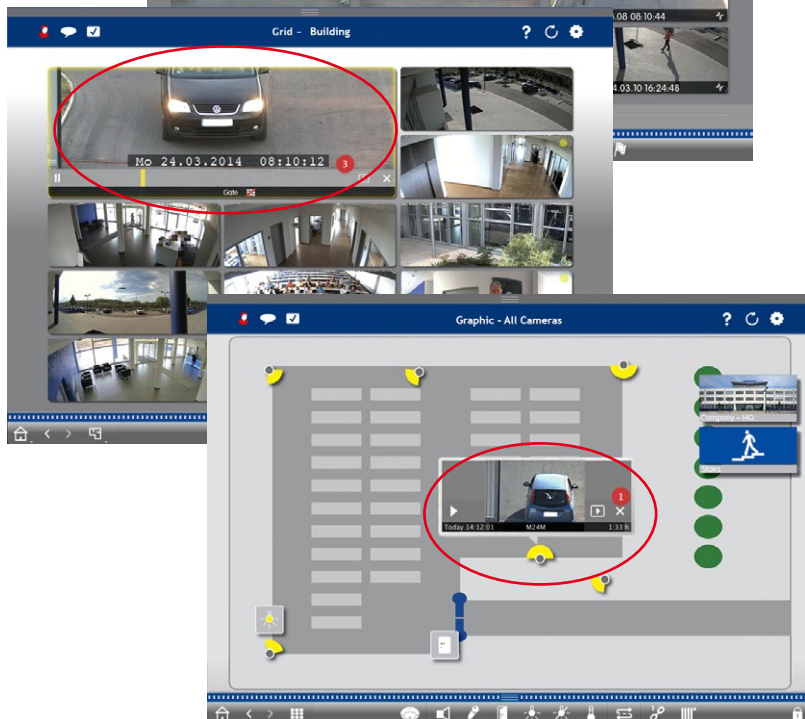 08 08:10:44
Grid - Building ?
4.03.10 16:24:48
Mo 24.03.2014 08:10:12 3
Gate
Graphic - All Cameras ?
Company - HQ
Stairs
1
Today 14:12:01 M24M 1:33 h